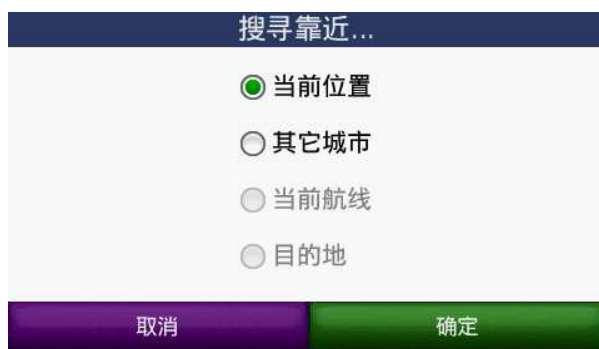 搜寻靠近...
当前位置
其它城市
当前航线
目的地
取消
确定